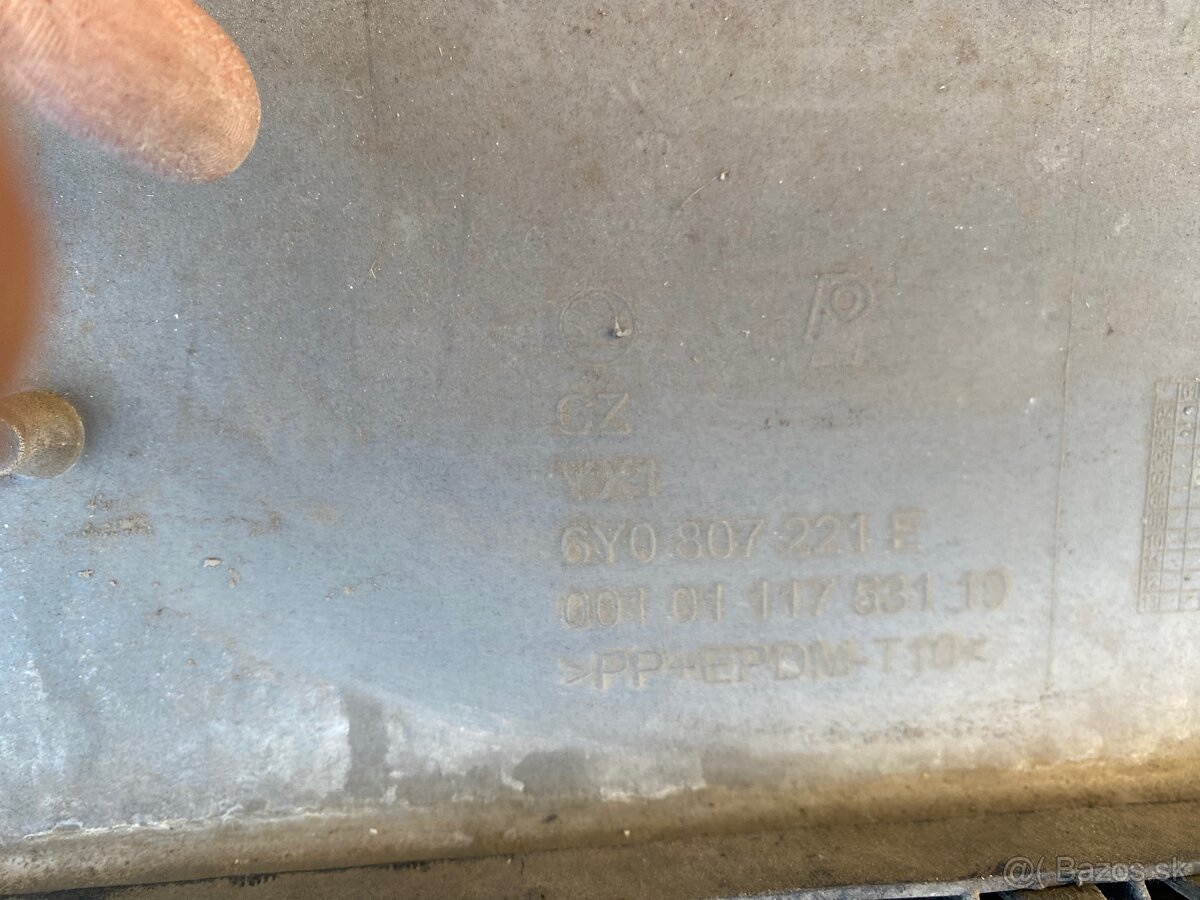 CZ
6Y0 807 221 E
001 01 117 531 10
>PP+EPDM-T10<
@( Bazos.sk